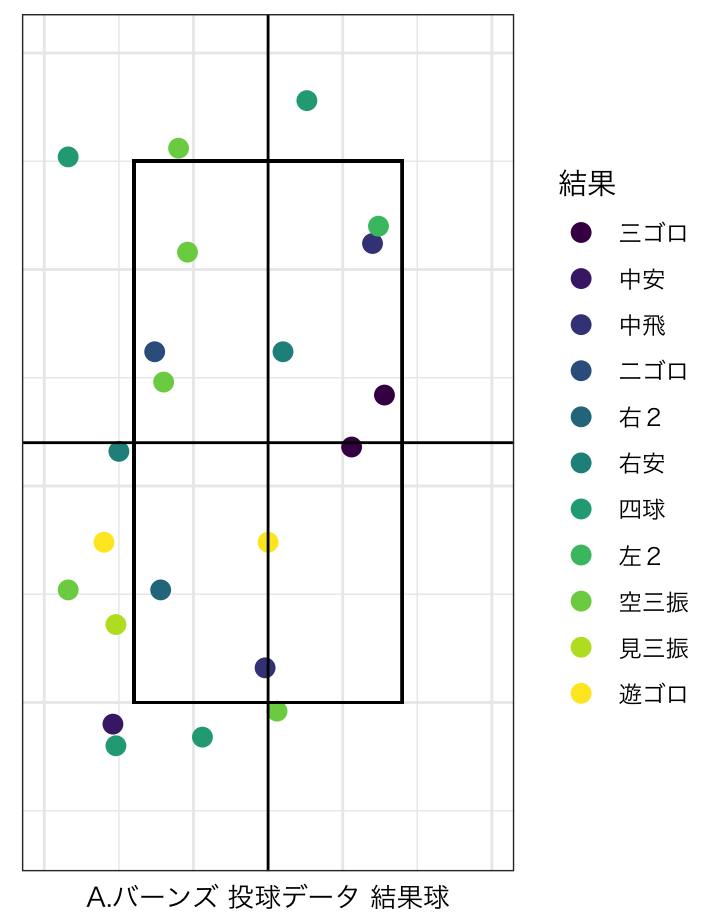 結果
三ゴロ
中安
中飛
二ゴロ
右２
右安
四球
左２
空三振
見三振
遊ゴロ
A.バーンズ 投球データ 結果球